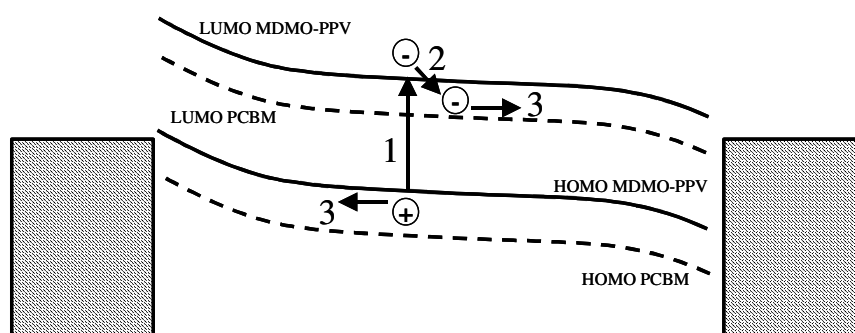 LUMO MDMO-PPV
- 2
- 3
LUMO PCBM
1
HOMO MDMO-PPV
3 +
HOMO PCBM